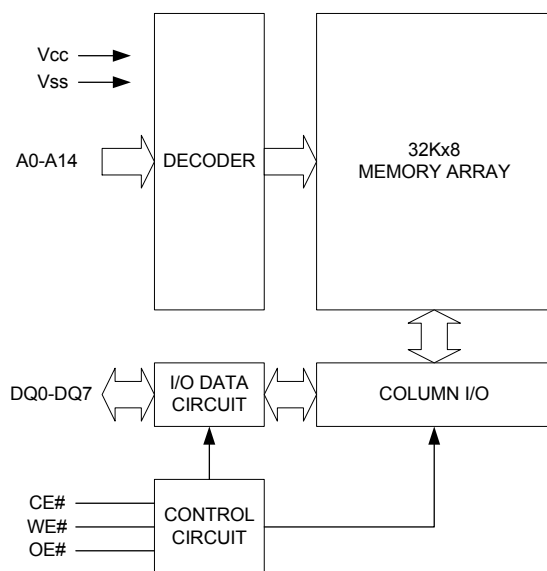 Vcc
Vss
A0-A14
DECODER
32Kx8
MEMORY ARRAY
DQ0-DQ7
I/O DATA
CIRCUIT
COLUMN I/O
CE#
WE#
OE#
CONTROL
CIRCUIT